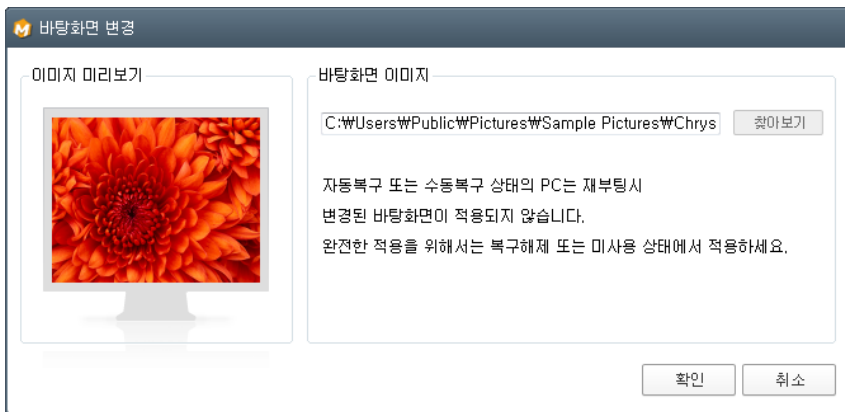 바탕화면 변경
이미지 미리보기
바탕화면 이미지
C:₩Users₩Public₩Pictures₩Sample Pictures₩Chrys
찾아보기
자동복구 또는 수동복구 상태의 PC는 재부팅시
변경된 바탕화면이 적용되지 않습니다.
완전한 적용을 위해서는 복구해제 또는 미사용 상태에서 적용하세요.
확인
취소